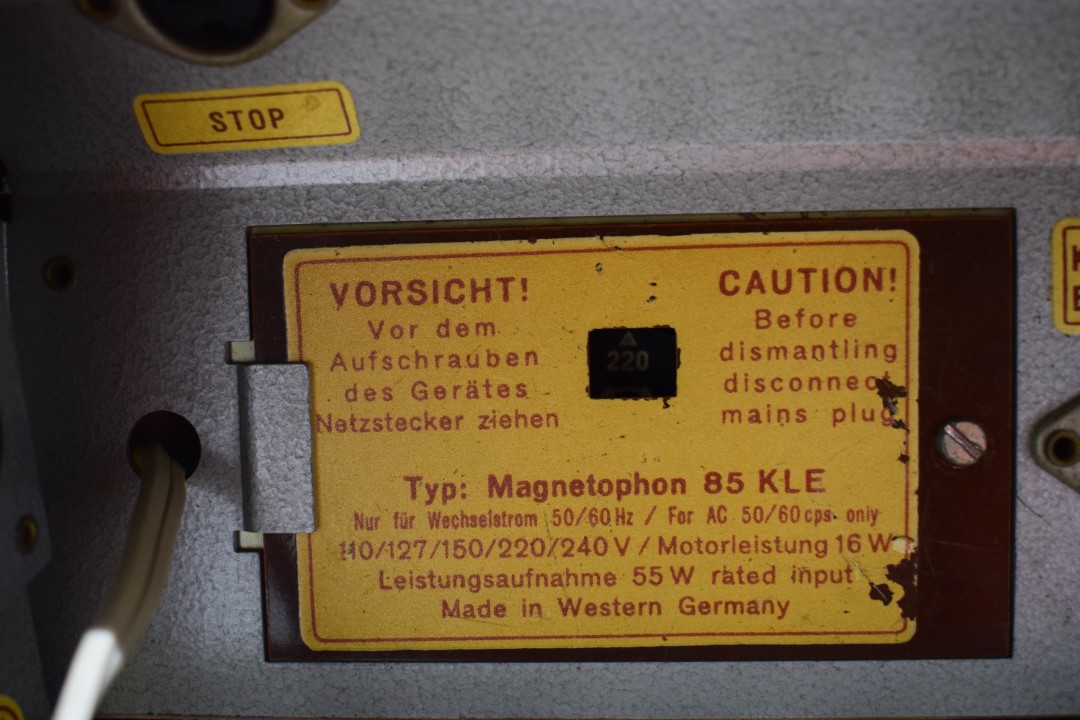 STOP
VORSICHT!
Vor dem
Aufschrauben
des Gerätes
Netzstecker ziehen
220
CAUTION!
Before
dismantling
disconnect
mains plug
Typ: Magnetophon 85 KLE
Nur für Wechselstrom 50/60 Hz / For AC 50/60 cps only
110/127/150/220/240 V / Motorleistung 16 W
Leistungsaufnahme 55 W rated input
Made in Western Germany